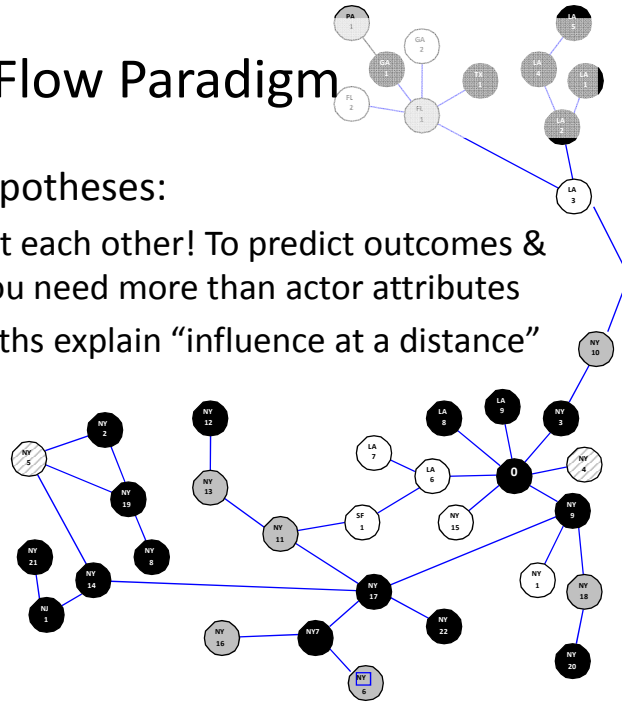 Flow Paradigm
potheses:
t each other! To predict outcomes &
ou need more than actor attributes
ths explain “influence at a distance”
PA
1
GA
2
GA
1
TX
1
FL
2
FL
1
LA
5
LA
4
LA
1
LA
2
LA
3
NY
10
NY
12
NY
2
NY
5
NY
13
NY
19
NY
11
NY
21
NY
8
NY
14
NJ
1
LA
8
LA
9
NY
3
LA
7
LA
6
0
NY
4
SF
1
NY
15
NY
9
NY
17
NY
1
NY
18
NY
22
NY
16
NY7
NY
20
NY
6